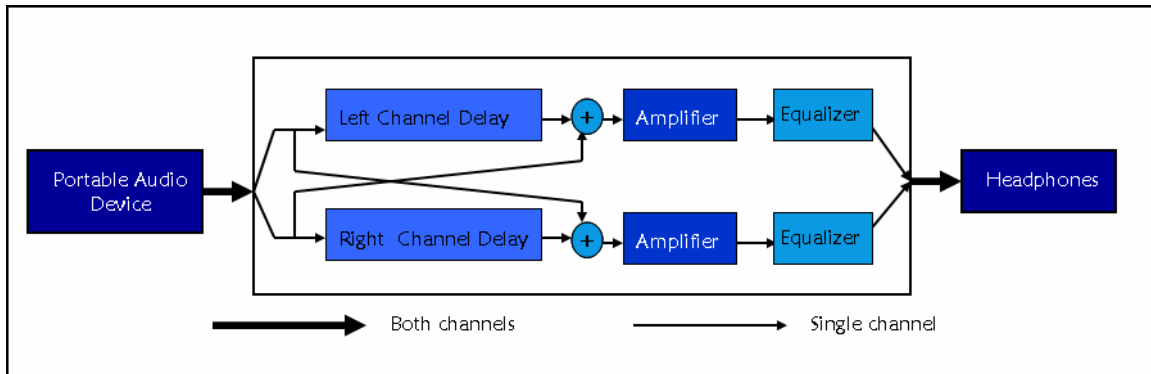 Left Channel Delay
+
Amplifier
Equalizer
Portable Audio
Device
Headphones
Right Channel Delay
+
Amplifier
Equalizer
Both channels
Single channel